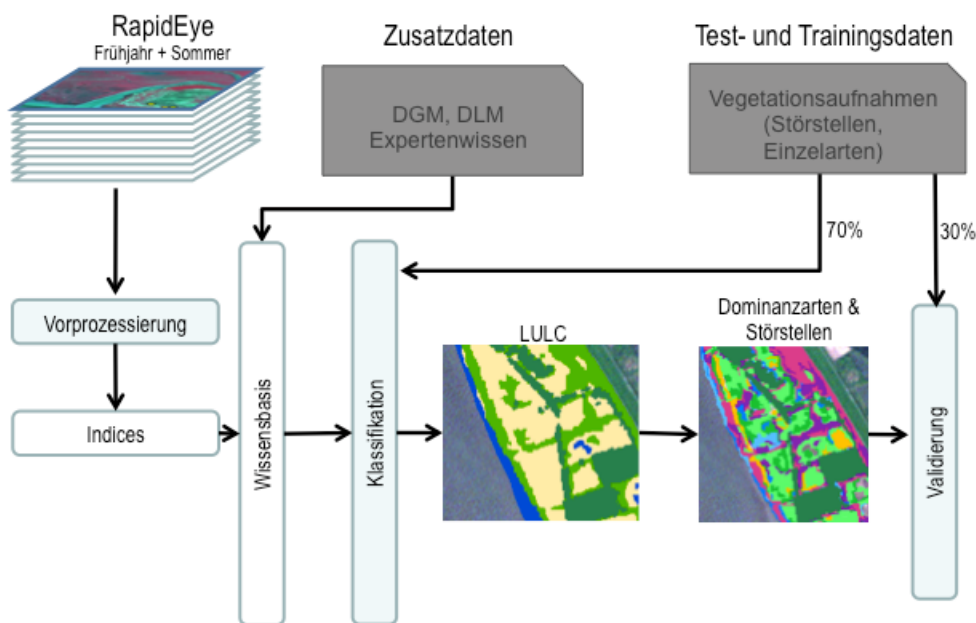 RapidEye
Frühjahr + Sommer
Zusatzdaten
Test- und Trainingsdaten
DGM, DLM
Expertenwissen
Vegetationsaufnahmen
(Störstellen,
Einzelarten)
70%
30%
Vorprozessierung
Indices
Wissensbasis
Klassifikation
LULC
Dominanzarten &
Störstellen
Validierung